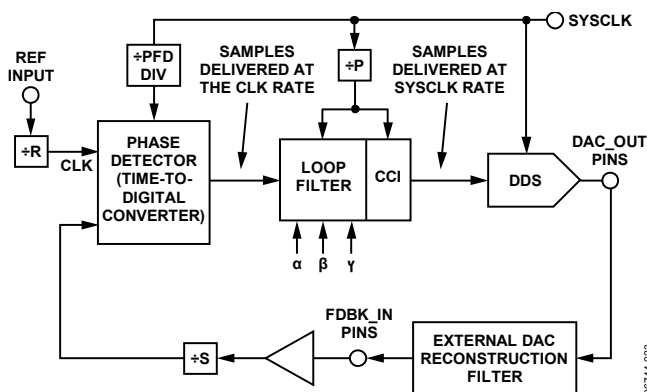 SYSCLK
REF
INPUT
÷PFD
DIV
SAMPLES
DELIVERED AT
THE CLK RATE
÷P
SAMPLES
DELIVERED AT
SYSCLK RATE
÷R
CLK
PHASE
DETECTOR
(TIME-TO-
DIGITAL
CONVERTER)
LOOP
FILTER
CCI
DDS
DAC_OUT
PINS
α
β
γ
FDBK_IN
PINS
÷S
EXTERNAL DAC
RECONSTRUCTION
FILTER